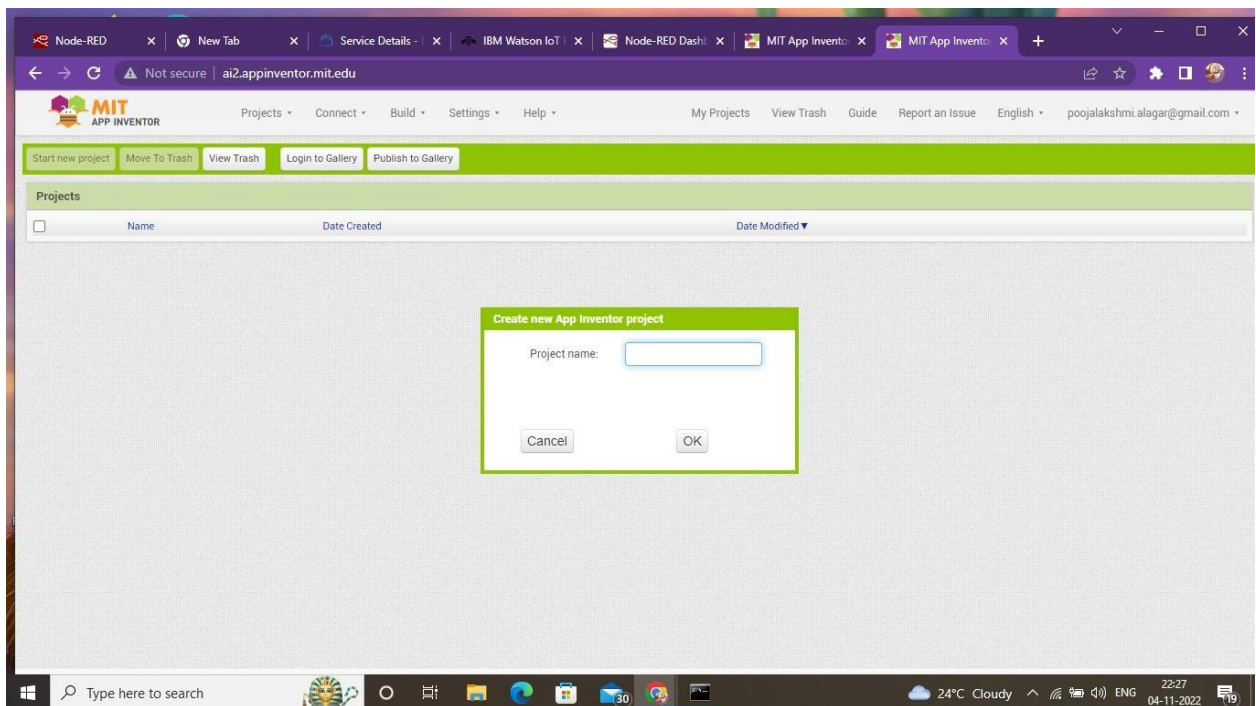 Node-RED New Tab Service Details - IBM Watson IoT Node-RED Dashb MIT App Invento MIT App Invento
Not secure ai2.appinventor.mit.edu
MIT
APP INVENTOR
Projects Connect Build Settings Help My Projects View Trash Guide Report an Issue English poojalakshmi.alagar@gmail.com
Start new project Move To Trash View Trash Login to Gallery Publish to Gallery
Projects
Name Date Created Date Modified
Create new App Inventor project
Project name:
Cancel OK
Type here to search 30 24°C Cloudy ENG 22:27
04-11-2022 19